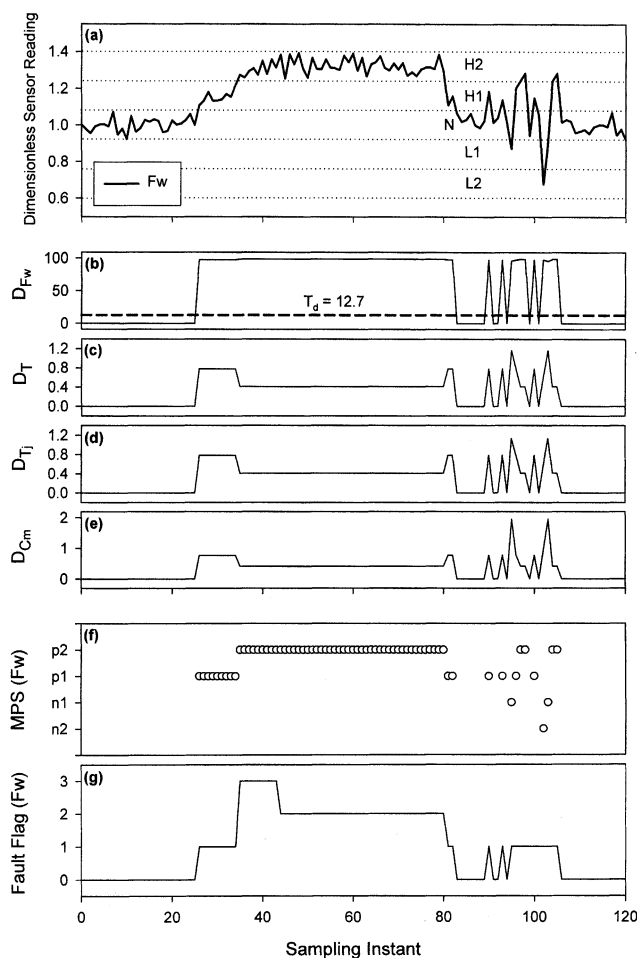 (a)
Dimensionless Sensor Reading
1.4
1.2
1.0
0.8
0.6
H2
H1
N
L1
L2
Fw
(b)
D_Fw
100
50
0
T_d = 12.7
(c)
D_T
1.2
0.8
0.4
0.0
(d)
D_Tj
1.2
0.8
0.4
0.0
(e)
D_Cm
2
1
0
(f)
MPS (Fw)
p2
p1
n1
n2
(g)
Fault Flag (Fw)
3
2
1
0
0 20 40 60 80 100 120
Sampling Instant